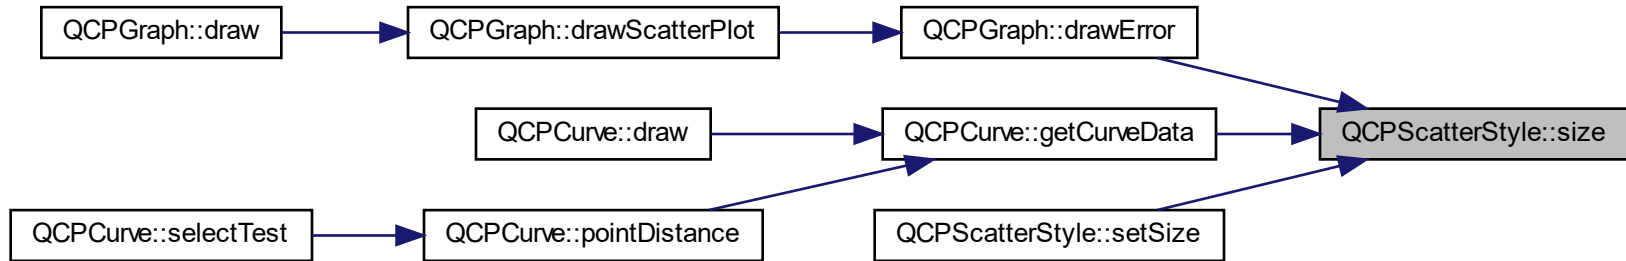 QCPGraph::draw
QCPGraph::drawScatterPlot
QCPGraph::drawError
QCPCurve::draw
QCPCurve::getCurveData
QCPScatterStyle::size
QCPCurve::selectTest
QCPCurve::pointDistance
QCPScatterStyle::setSize